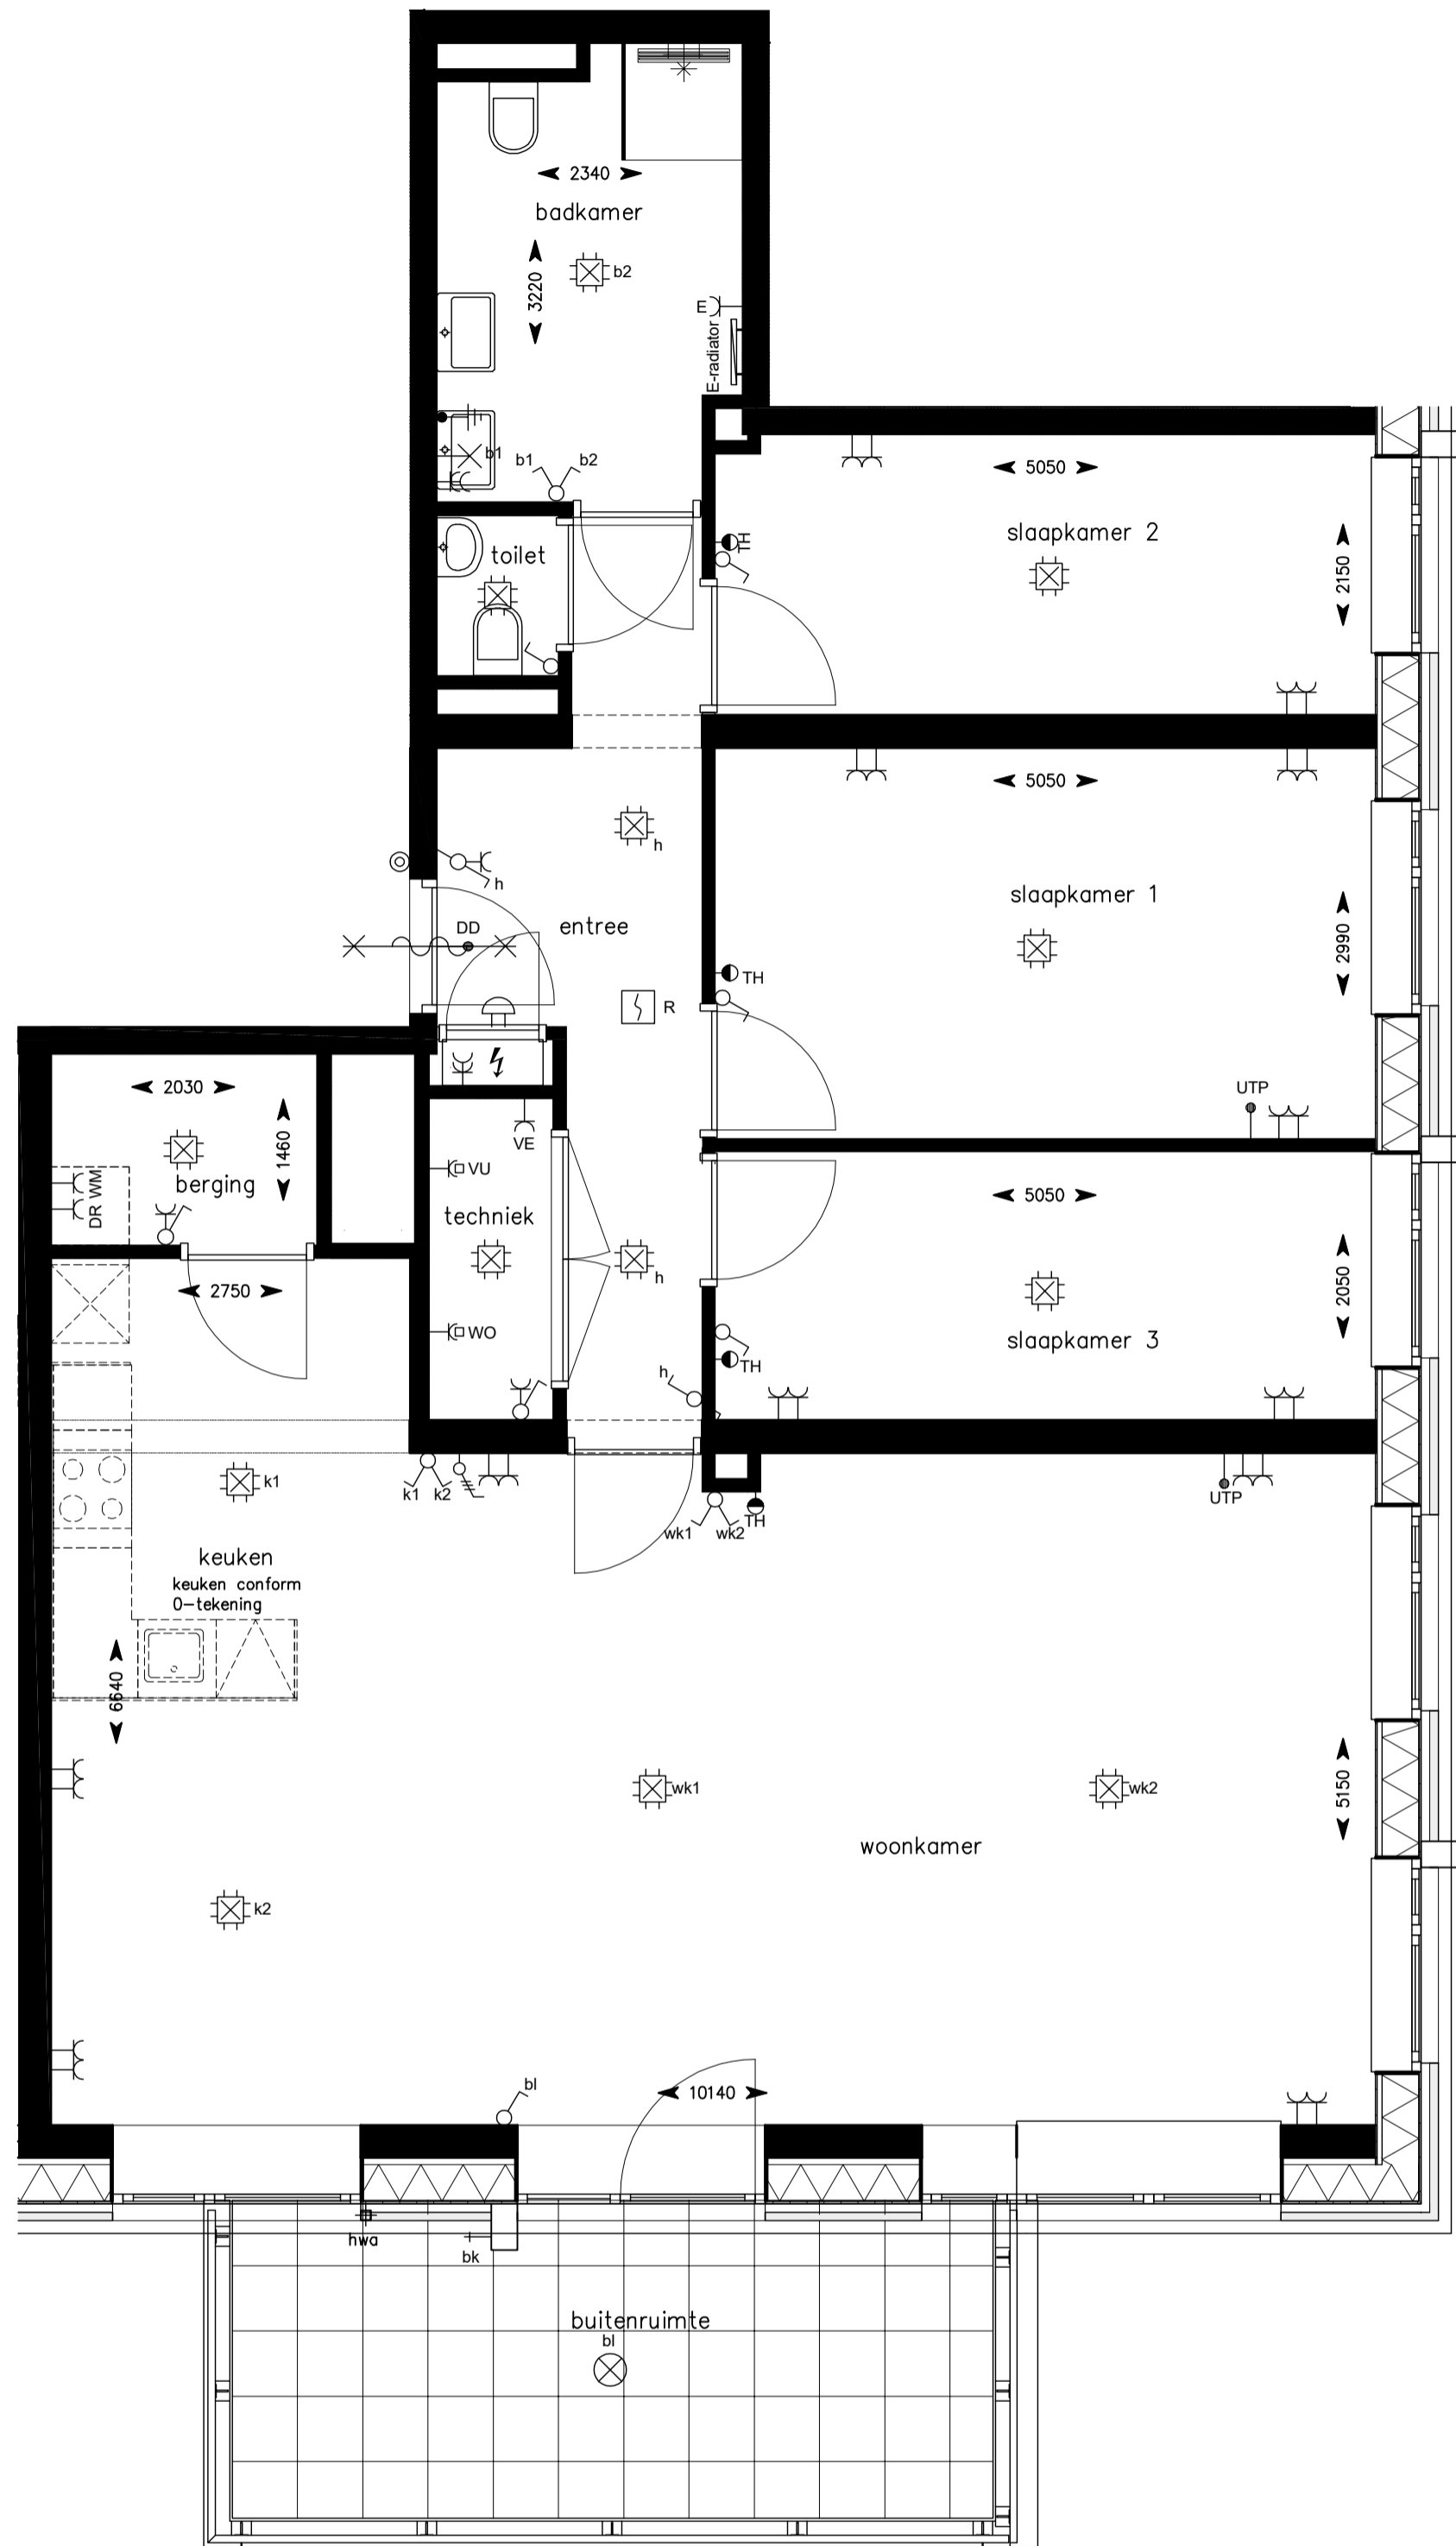 2340
badkamer
b2
3220
E
E-radiator
b1
b1 b2
5050
slaapkamer 2
TH
2150
toilet
5050
h
h
slaapkamer 1
entree
DD
2990
TH
R
2030
1460
UTP
VE
DR WM
berging
VU
techniek
5050
h
2750
2050
WO
slaapkamer 3
TH
h
k1
k1 k2
UTP
wk1 wk2
TH
keuken
keuken conform
0-tekening
6640
wk1
wk2
5150
woonkamer
k2
bl
10140
hwa
bk
buitenruimte
bl